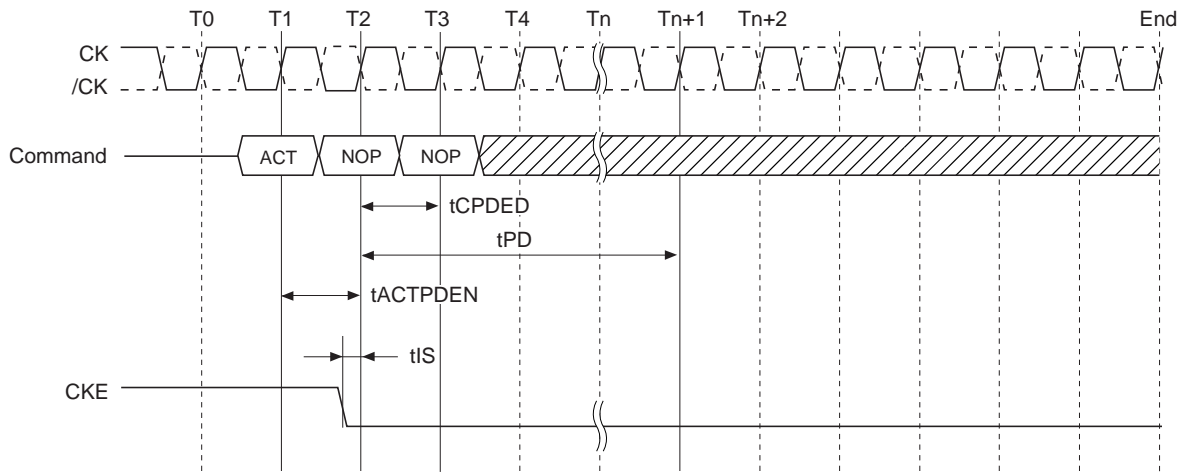 T0 T1 T2 T3 T4 Tn Tn+1 Tn+2 End
CK
/CK
Command ACT NOP NOP
tCPDED
tPD
tACTPDEN
tIS
CKE